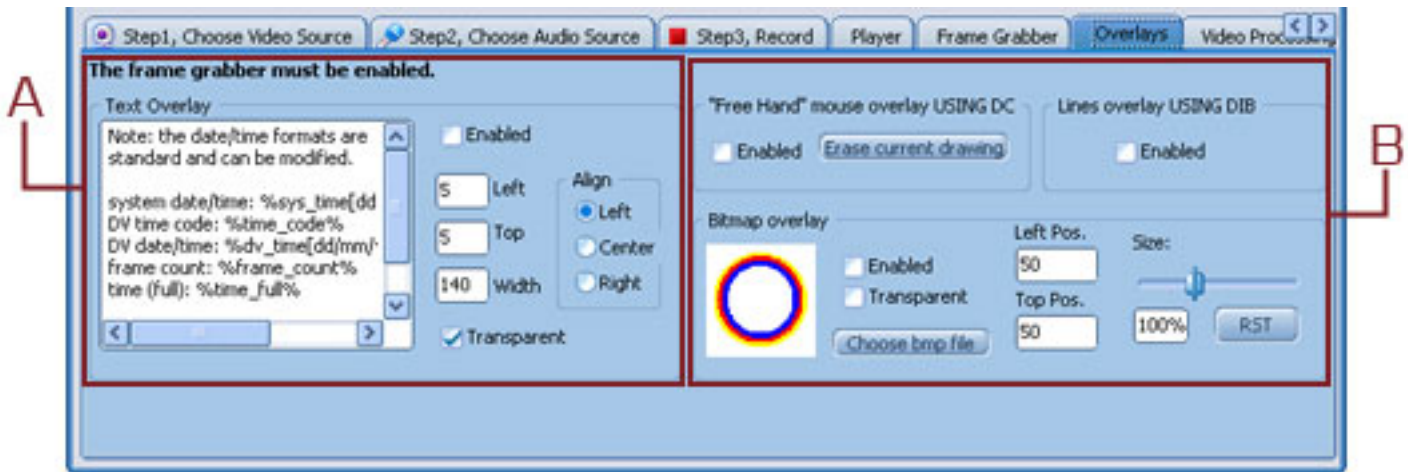 Step1, Choose Video Source
Step2, Choose Audio Source
Step3, Record
Player
Frame Grabber
Overlays
Video Processing
A
The frame grabber must be enabled.
Text Overlay
Note: the date/time formats are
standard and can be modified.
system date/time: %sys_time[dd
DV time code: %time_code%
DV date/time: %dv_time[dd/mm/
frame count: %frame_count%
time (full): %time_full%
Enabled
5 Left
5 Top
140 Width
Transparent
Align
Left
Center
Right
B
"Free Hand" mouse overlay USING DC
Enabled
Erase current drawing
Lines overlay USING DIB
Enabled
Bitmap overlay
Enabled
Transparent
Choose bmp file
Left Pos.
50
Top Pos.
50
Size:
100%
RST